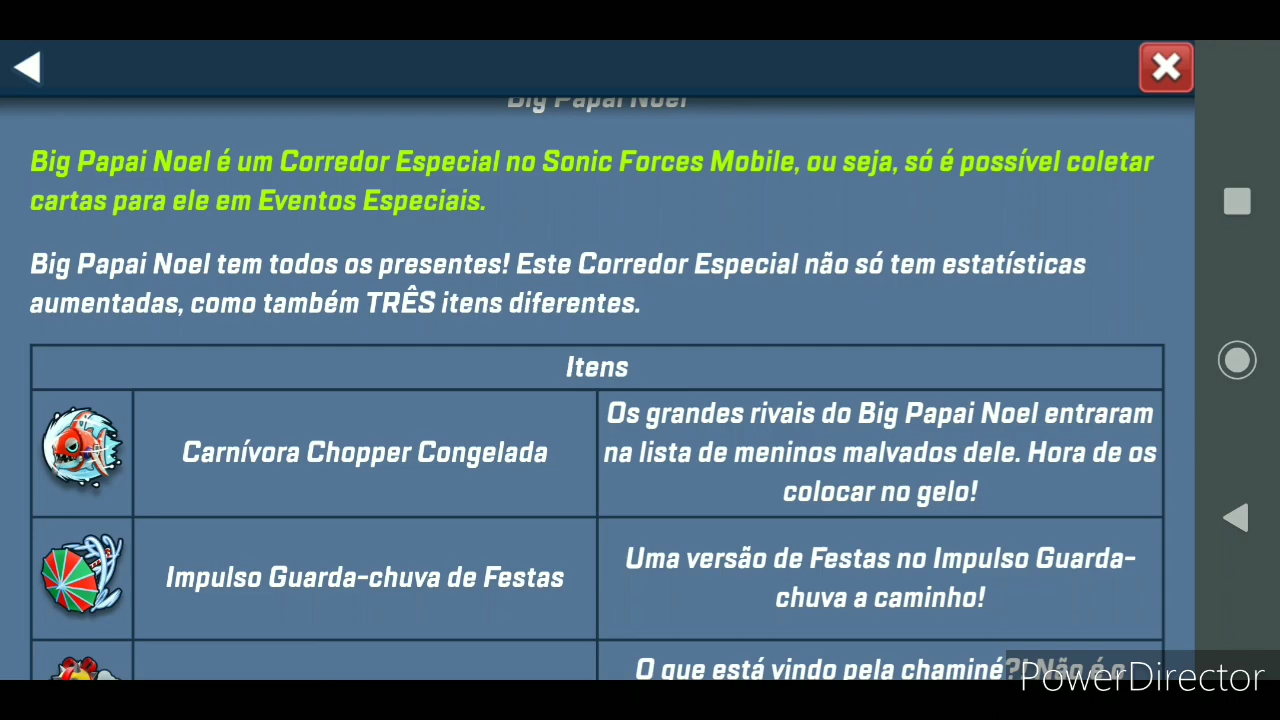 Big Papai Noel
Big Papai Noel é um Corredor Especial no Sonic Forces Mobile, ou seja, só é possível coletar
cartas para ele em Eventos Especiais.
Big Papai Noel tem todos os presentes! Este Corredor Especial não só tem estatísticas
aumentadas, como também TRÊS itens diferentes.
Itens
Carnívora Chopper Congelada
Os grandes rivais do Big Papai Noel entraram
na lista de meninos malvados dele. Hora de os
colocar no gelo!
Impulso Guarda-chuva de Festas
Uma versão de Festas no Impulso Guarda-
chuva a caminho!
O que está vindo pela chaminé?! Não é o
PowerDirector